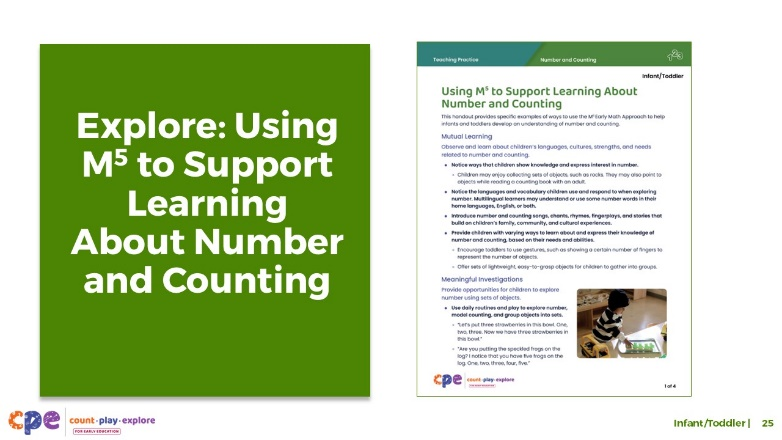 Explore: Using
M⁵ to Support
Learning
About Number
and Counting
Teaching Practice
Number and Counting
Infant/Toddler
Using M⁵ to Support Learning About
Number and Counting
This handout provides specific examples of ways to use the M⁵ Early Math Approach to help
infants and toddlers develop an understanding of number and counting.
Mutual Learning
Observe and learn about children's languages, cultures, strengths, and needs
related to number and counting.
• Notice ways that children show knowledge and express interest in number.
◦ Children may enjoy collecting sets of objects, such as rocks. They may also point to
objects while reading a counting book with an adult.
• Notice the languages and vocabulary children use and respond to when exploring
number. Multilingual learners may understand or use some number words in their
home languages, English, or both.
• Introduce number and counting songs, chants, rhymes, fingerplays, and stories that
build on children's family, community, and cultural experiences.
• Provide children with varying ways to learn about and express their knowledge of
number and counting, based on their needs and abilities.
◦ Encourage toddlers to use gestures, such as showing a certain number of fingers to
represent the number of objects.
◦ Offer sets of lightweight, easy-to-grasp objects for children to gather into groups.
Meaningful Investigations
Provide opportunities for children to explore
number using sets of objects.
• Use daily routines and play to explore number,
model counting, and group objects into sets.
◦ "Let's put three strawberries in this bowl. One,
two, three. Now we have three strawberries in
this bowl."
◦ "Are you putting the speckled frogs on the
log? I notice that you have five frogs on the
log. One, two, three, four, five."
cpe count·play·explore
1 of 4
cpe count·play·explore
FOR EARLY EDUCATION
Infant/Toddler | 25